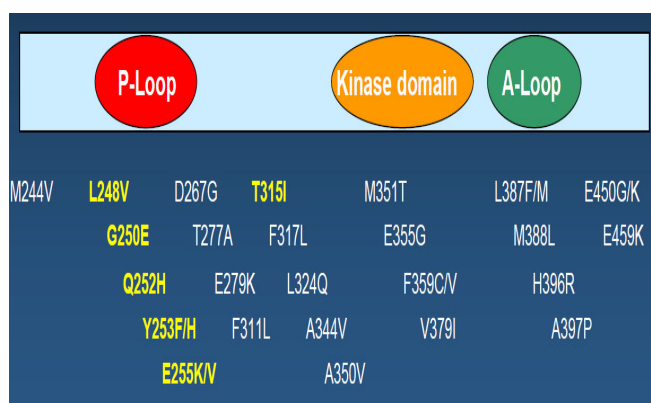 P-Loop Kinase domain A-Loop
M244V L248V D267G T315I M351T L387F/M E450G/K
G250E T277A F317L E355G M388L E459K
Q252H E279K L324Q F359C/V H396R
Y253F/H F311L A344V V379I A397P
E255K/V A350V